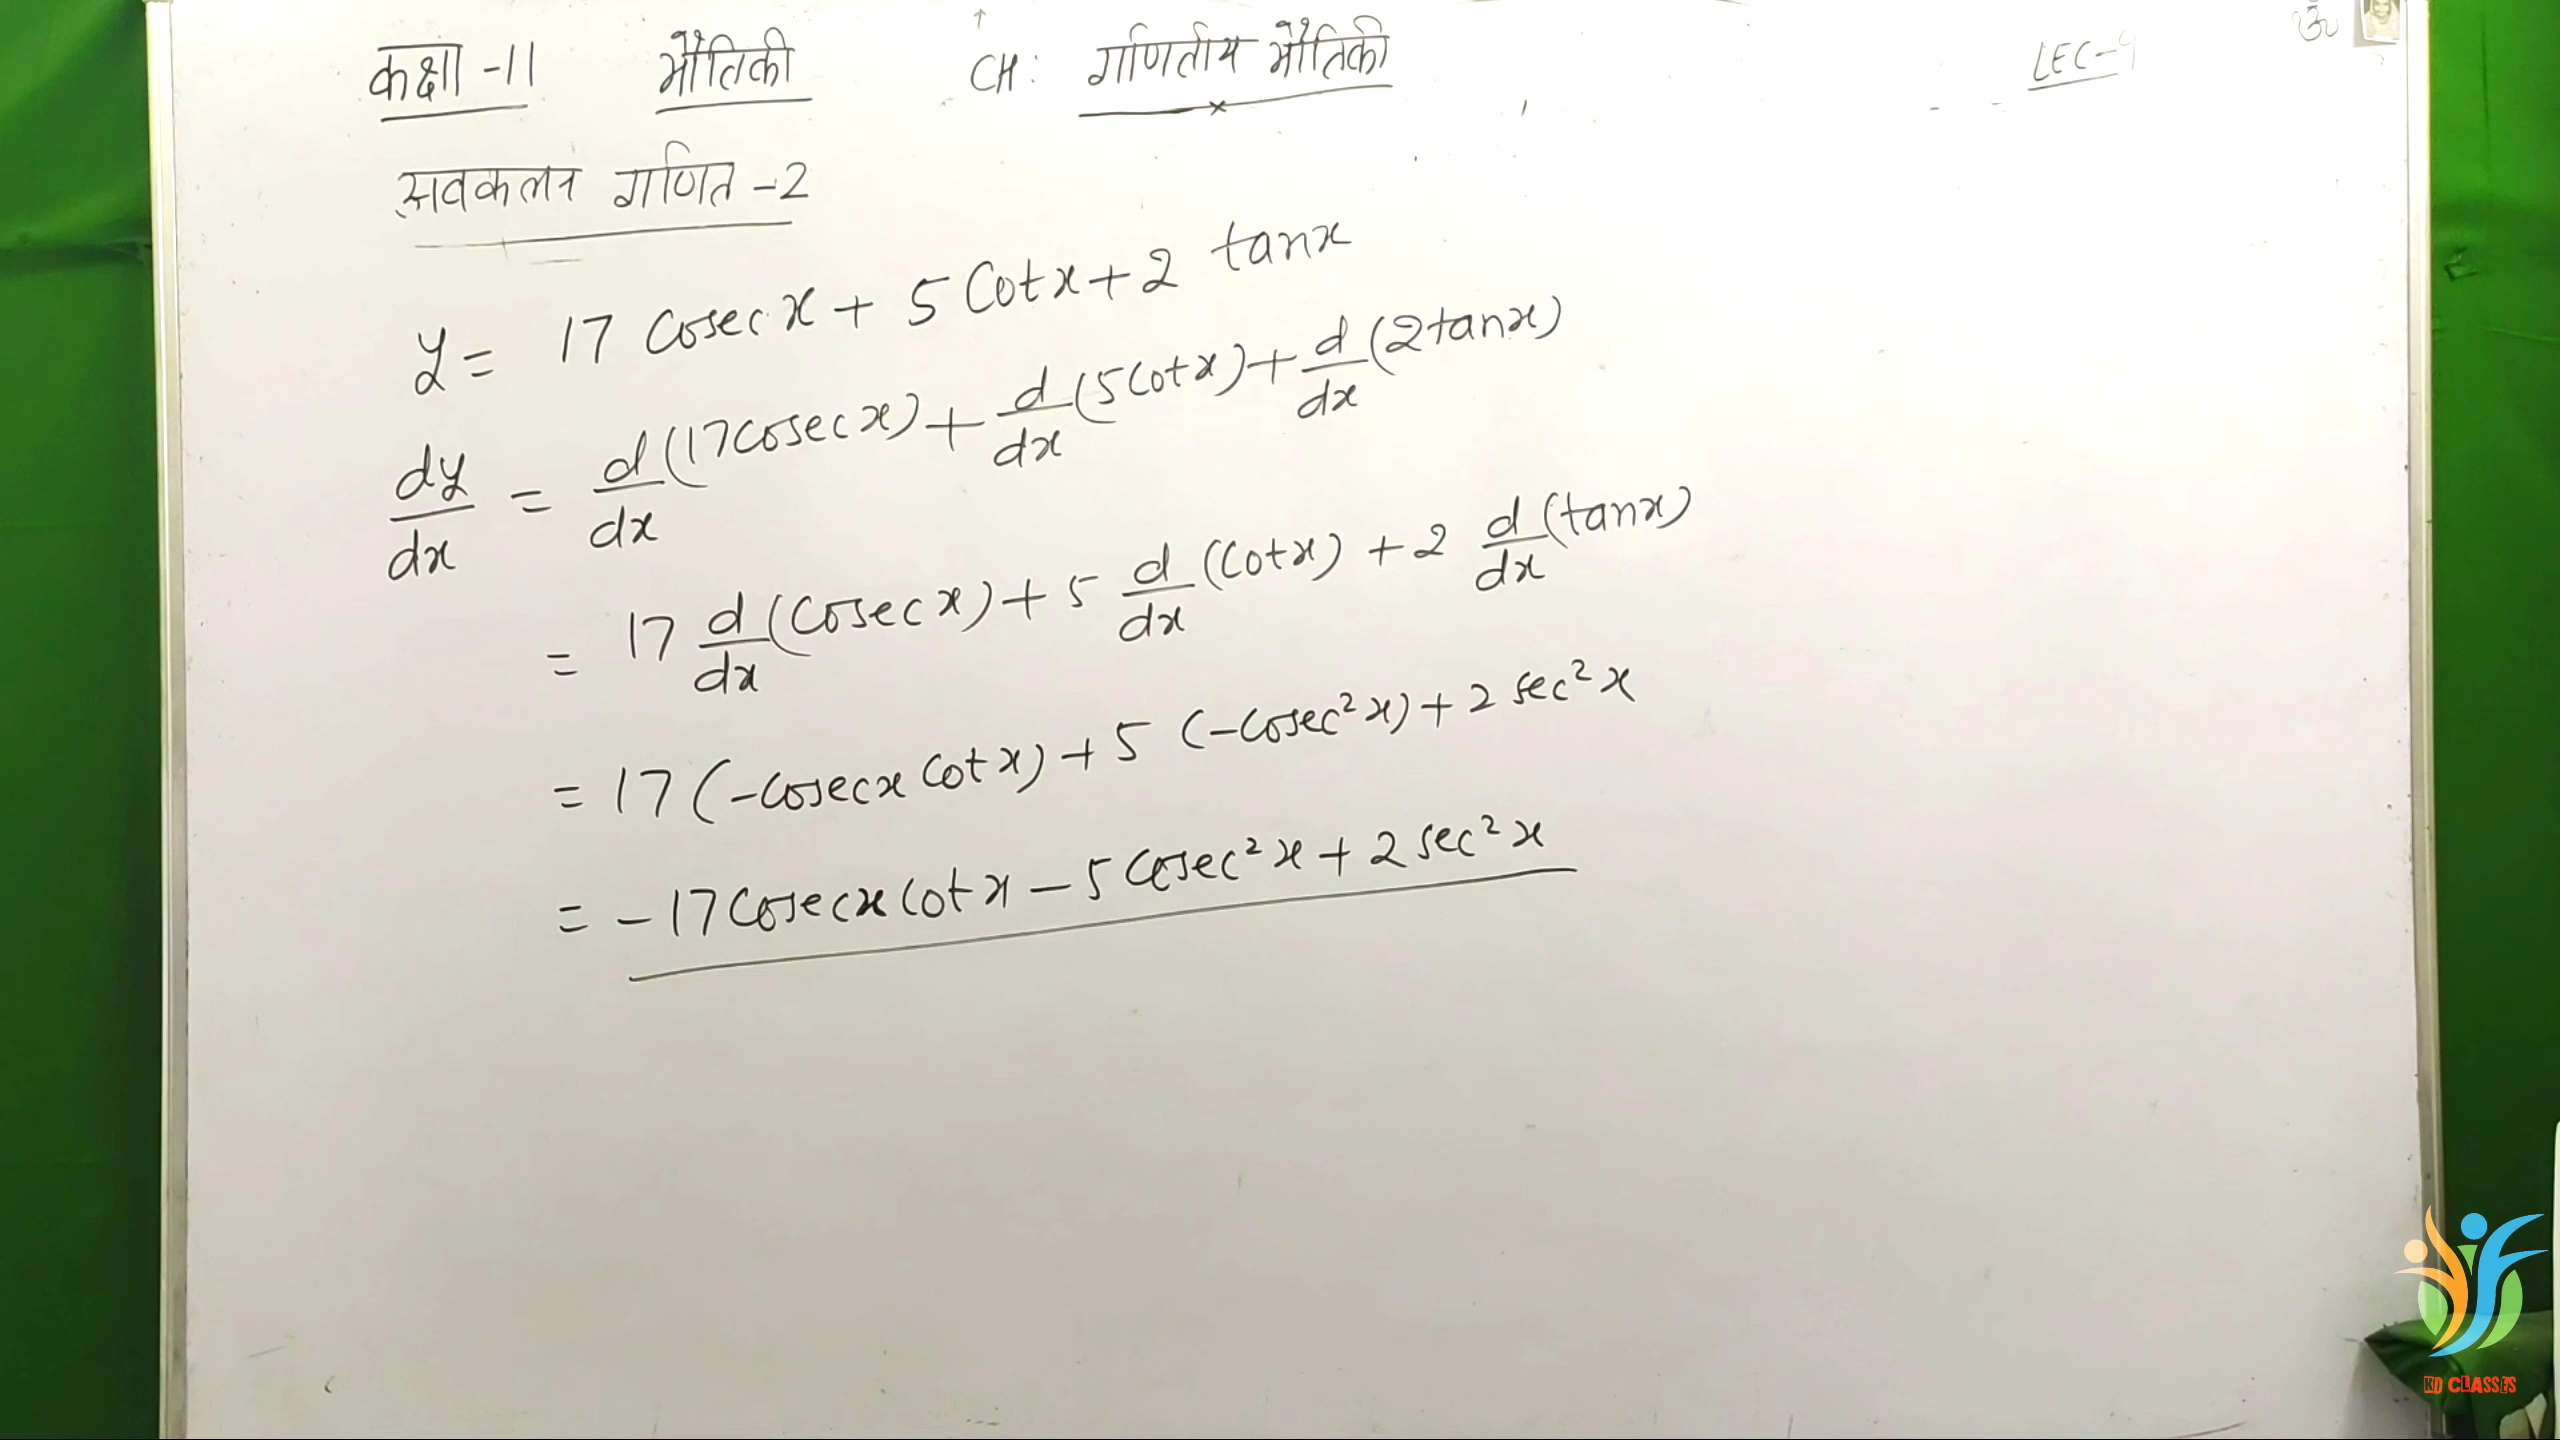 कक्षा -11 भौतिकी CH: गणितीय भौतिकी LEC-9 ॐ
अवकलन गणित -2
y = 17 cosec x + 5 Cot x + 2 tan x
dy/dx = d/dx (17 cosec x) + d/dx (5 Cot x) + d/dx (2 tan x)
= 17 d/dx (cosec x) + 5 d/dx (Cot x) + 2 d/dx (tan x)
= 17 (-cosec x Cot x) + 5 (-cosec² x) + 2 sec² x
= -17 cosec x Cot x - 5 cosec² x + 2 sec² x
KD CLASSES